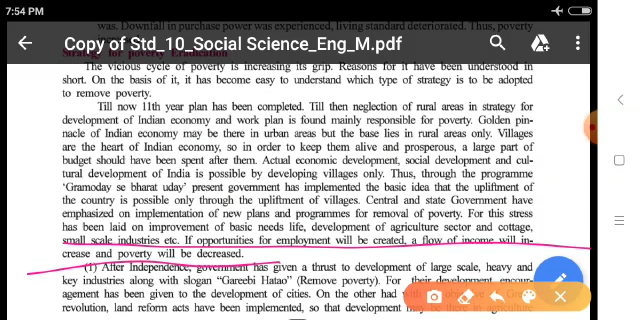 7:54 PM
was. Downfall in purchase power was experienced, living standard deteriorated. Thus, poverty
Copy of Std_10_Social Science_Eng_M.pdf
Strategy for poverty Eradication
The vicious cycle of poverty is increasing its grip. Reasons for it have been understood in
short. On the basis of it, it has become easy to understand which type of strategy is to be adopted
to remove poverty.
Till now 11th year plan has been completed. Till then neglection of rural areas in strategy for
development of Indian economy and work plan is found mainly responsible for poverty. Golden pin-
nacle of Indian economy may be there in urban areas but the base lies in rural areas only. Villages
are the heart of Indian economy, so in order to keep them alive and prosperous, a large part of
budget should have been spent after them. Actual economic development, social development and cul-
tural development of India is possible by developing villages only. Thus, through the programme
'Gramoday se bharat uday' present government has implemented the basic idea that the upliftment of
the country is possible only through the upliftment of villages. Central and state Government have
emphasized on implementation of new plans and programmes for removal of poverty. For this stress
has been laid on improvement of basic needs life, development of agriculture sector and cottage,
small scale industries etc. If opportunities for employment will be created, a flow of income will in-
crease and poverty will be decreased.
(1) After Independence, government has given a thrust to development of large scale, heavy and
key industries along with slogan "Gareebi Hatao" (Remove poverty). For their development encour-
agement has been given to the development of cities. On the other had
revolution, land reform acts have been implemented, so that development may be there in agriculture